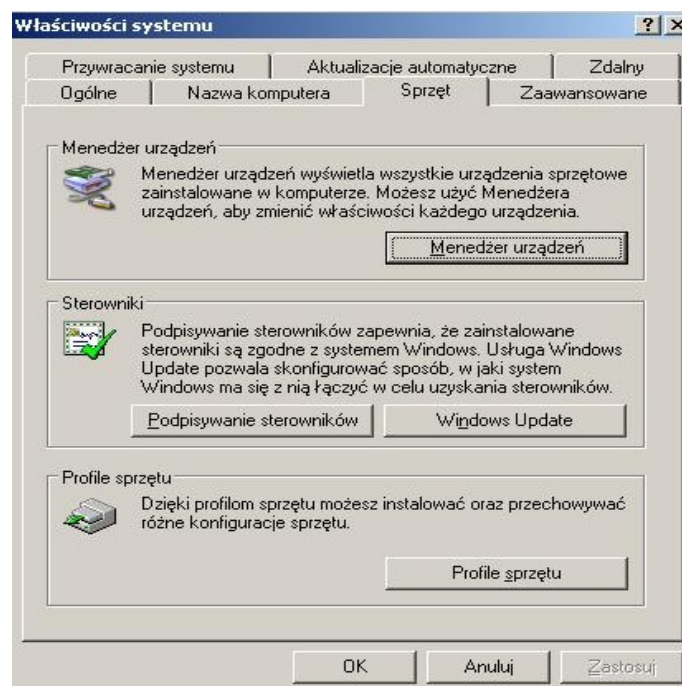 Właściwości systemu
Przywracanie systemu Aktualizacje automatyczne Zdalny
Ogólne Nazwa komputera Sprzęt Zaawansowane
Menedżer urządzeń
Menedżer urządzeń wyświetla wszystkie urządzenia sprzętowe
zainstalowane w komputerze. Możesz użyć Menedżera
urządzeń, aby zmienić właściwości każdego urządzenia.
Menedżer urządzeń
Sterowniki
Podpisywanie sterowników zapewnia, że zainstalowane
sterowniki są zgodne z systemem Windows. Usługa Windows
Update pozwala skonfigurować sposób, w jaki system
Windows ma się z nią łączyć w celu uzyskania sterowników.
Podpisywanie sterowników Windows Update
Profile sprzętu
Dzięki profilom sprzętu możesz instalować oraz przechowywać
różne konfiguracje sprzętu.
Profile sprzętu
OK Anuluj Zastosuj